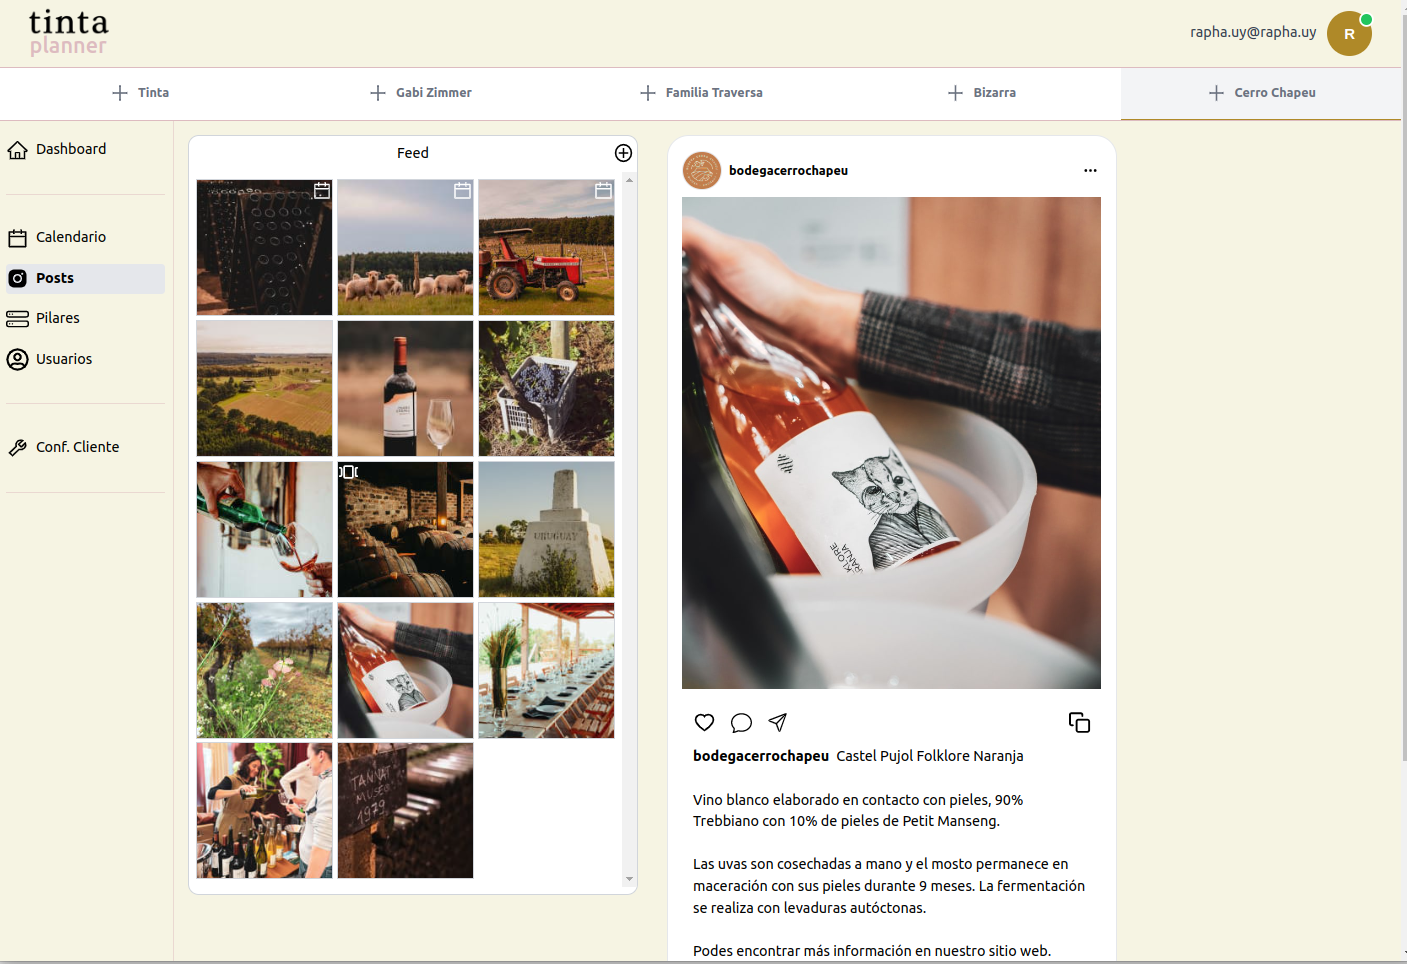 tinta
planner
rapha.uy@rapha.uy
R
Tinta
Gabi Zimmer
Familia Traversa
Bizarra
Cerro Chapeu
Dashboard
Calendario
Posts
Pilares
Usuarios
Conf. Cliente
Feed
URUGUAY
TANNAT
MUSEO
1979
bodegacerrochapeu
bodegacerrochapeu Castel Pujol Folklore Naranja
Vino blanco elaborado en contacto con pieles, 90%
Trebbiano con 10% de pieles de Petit Manseng.
Las uvas son cosechadas a mano y el mosto permanece en
maceración con sus pieles durante 9 meses. La fermentación
se realiza con levaduras autóctonas.
Podes encontrar más información en nuestro sitio web.